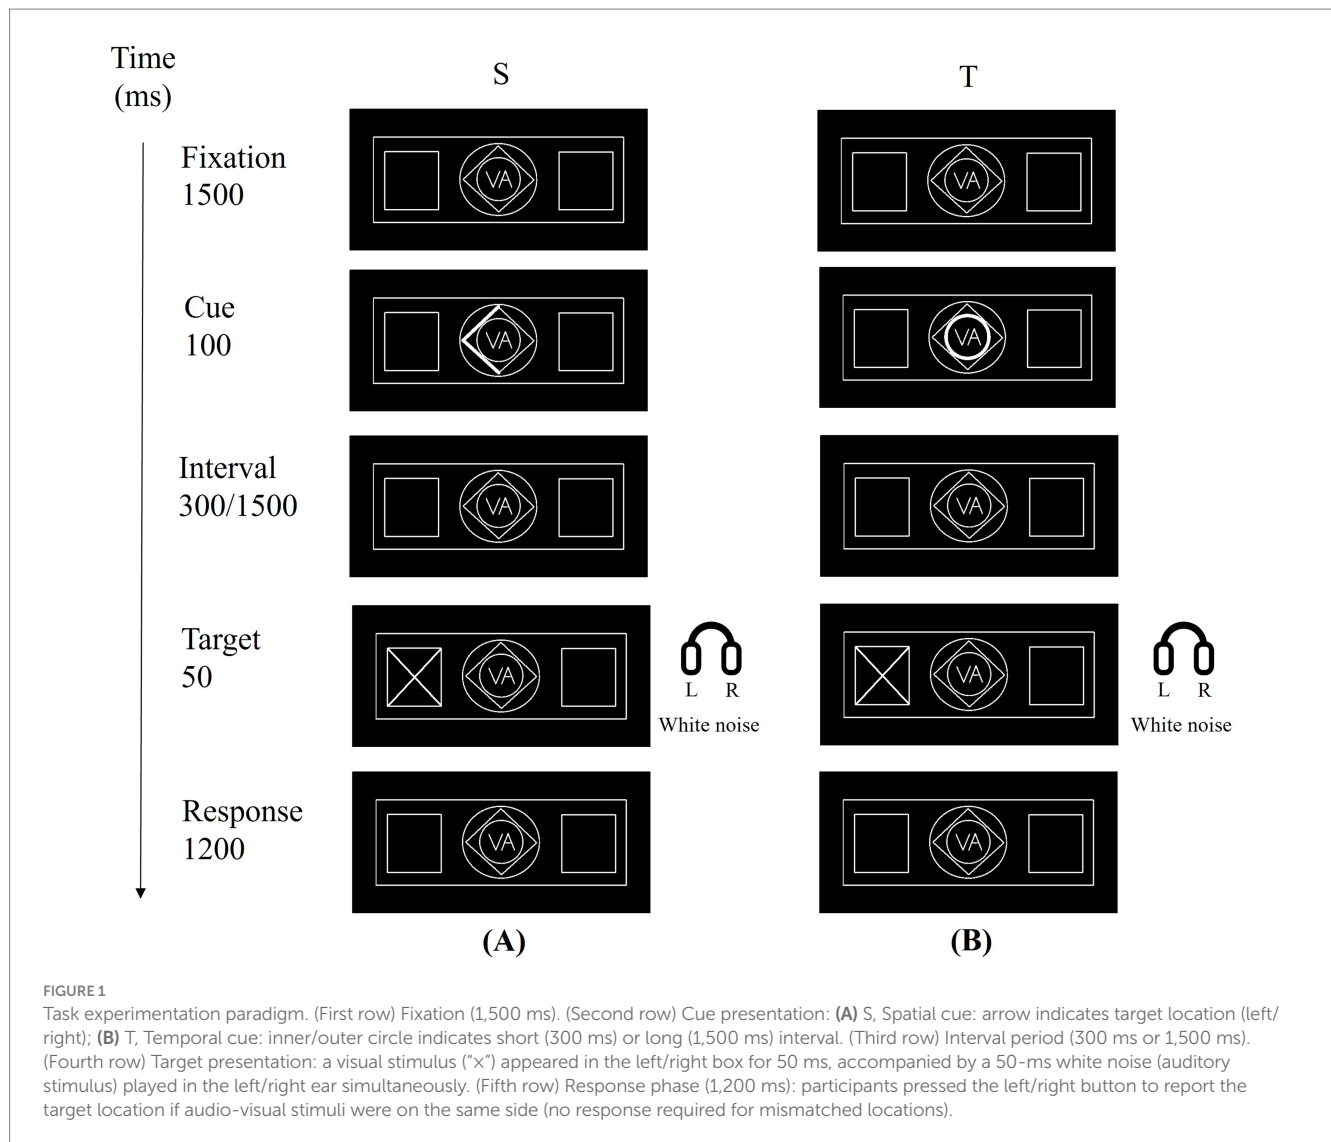 Time
(ms)
S
T
Fixation
1500
VA
VA
Cue
100
VA
VA
Interval
300/1500
VA
VA
Target
50
VA
L R
White noise
VA
L R
White noise
Response
1200
VA
VA
(A)
(B)
FIGURE 1
Task experimentation paradigm. (First row) Fixation (1,500 ms). (Second row) Cue presentation: (A) S, Spatial cue: arrow indicates target location (left/
right); (B) T, Temporal cue: inner/outer circle indicates short (300 ms) or long (1,500 ms) interval. (Third row) Interval period (300 ms or 1,500 ms).
(Fourth row) Target presentation: a visual stimulus (“×”) appeared in the left/right box for 50 ms, accompanied by a 50-ms white noise (auditory
stimulus) played in the left/right ear simultaneously. (Fifth row) Response phase (1,200 ms): participants pressed the left/right button to report the
target location if audio-visual stimuli were on the same side (no response required for mismatched locations).